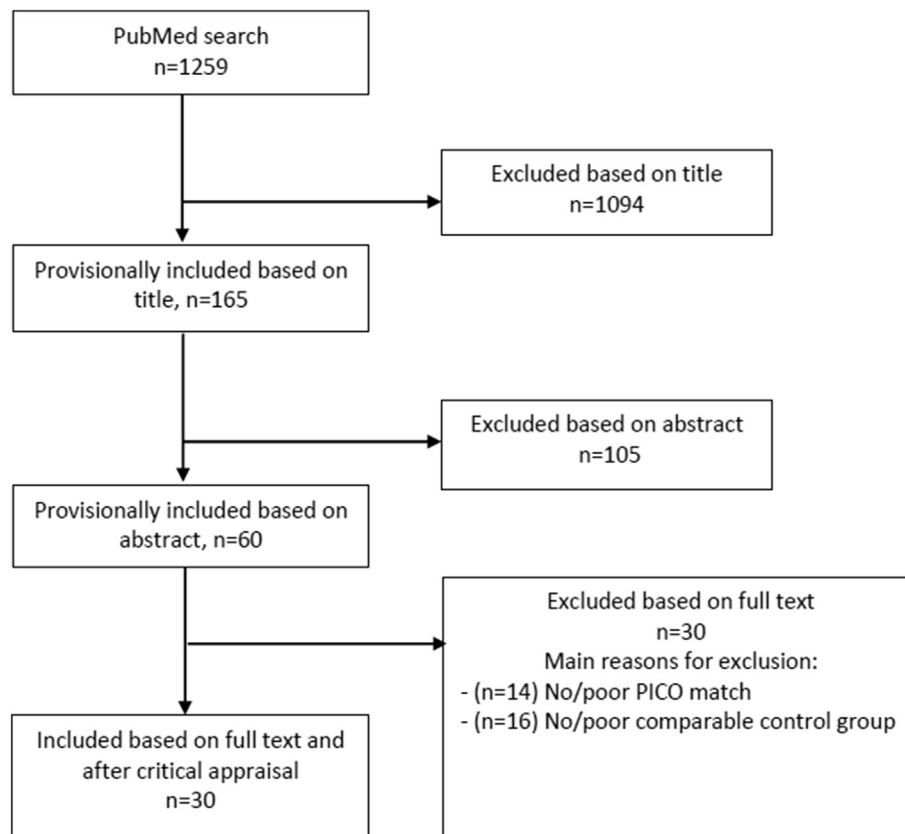 PubMed search
n=1259
Excluded based on title
n=1094
Provisionally included based on
title, n=165
Excluded based on abstract
n=105
Provisionally included based on
abstract, n=60
Excluded based on full text
n=30
Main reasons for exclusion:
- (n=14) No/poor PICO match
- (n=16) No/poor comparable control group
Included based on full text and
after critical appraisal
n=30